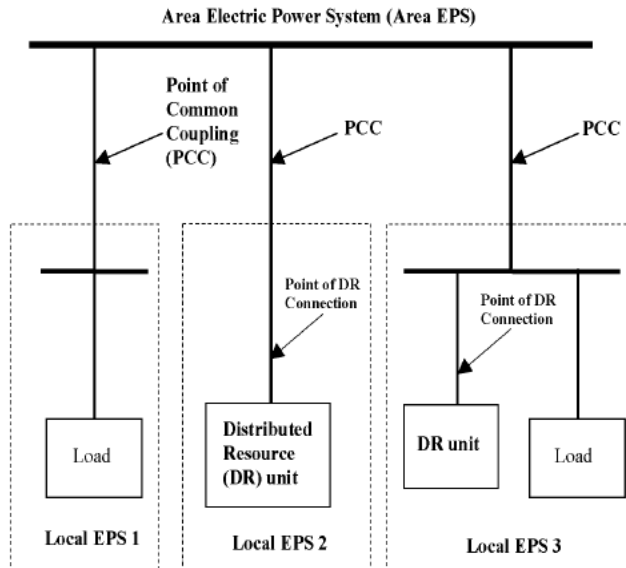 Area Electric Power System (Area EPS)
Point of
Common
Coupling
(PCC)
PCC
PCC
Point of DR
Connection
Point of DR
Connection
Load
Distributed
Resource
(DR) unit
DR unit
Load
Local EPS 1
Local EPS 2
Local EPS 3